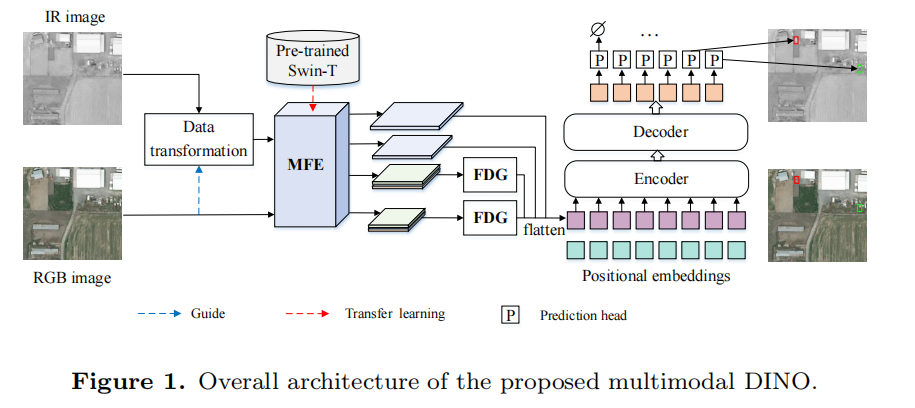 IR image
Pre-trained
Swin-T
Data
transformation
MFE
FDG
FDG
flatten
RGB image
∅
...
P P P P P P
Decoder
Encoder
Positional embeddings
Guide
Transfer learning
P
Prediction head
Figure 1. Overall architecture of the proposed multimodal DINO.